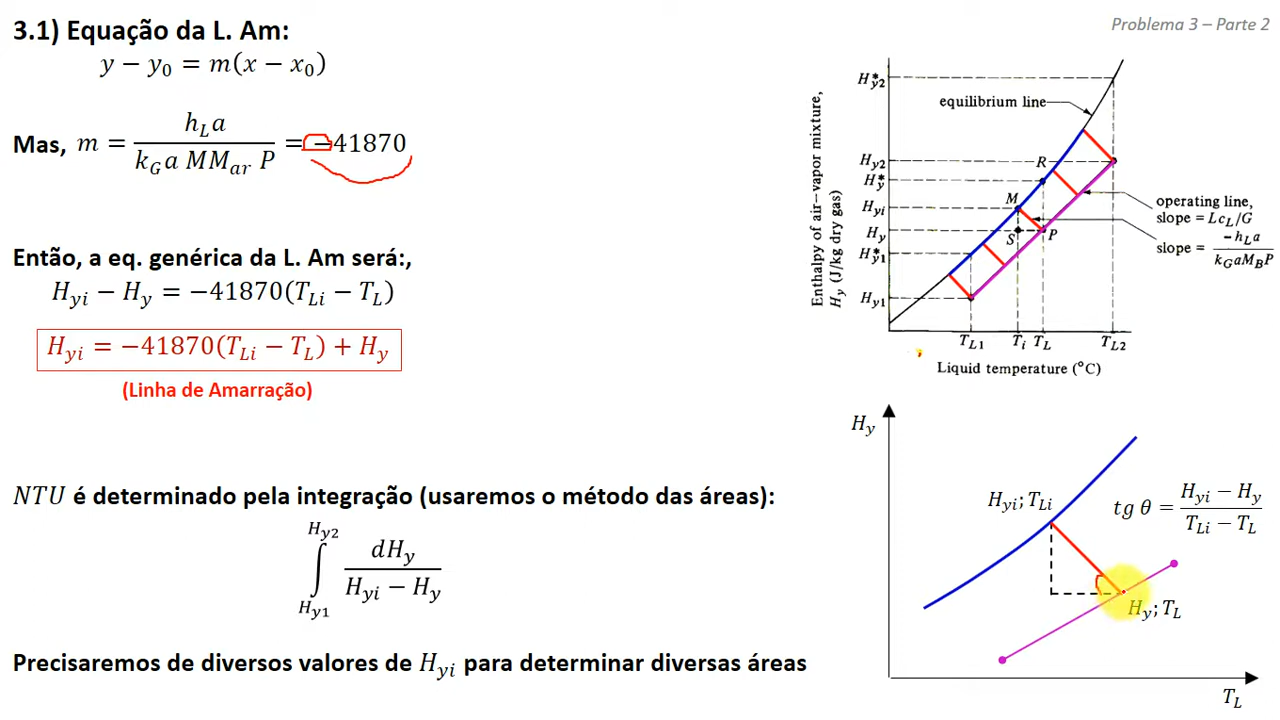 3.1) Equação da L. Am:
Problema 3 – Parte 2
y − y₀ = m(x − x₀)
Mas, m = h_L a / k_G a MM_ar P = −41870
Então, a eq. genérica da L. Am será:,
H_yi − H_y = −41870(T_Li − T_L)
H_yi = −41870(T_Li − T_L) + H_y
(Linha de Amarração)
NTU é determinado pela integração (usaremos o método das áreas):
∫_{H_y1}^{H_y2} dH_y / H_yi − H_y
Precisaremos de diversos valores de H_yi para determinar diversas áreas
Enthalpy of air-vapor mixture,
H_y (J/kg dry gas)
H*_y2
H_y2
H*_y
H_yi
H_y
H*_y1
H_y1
equilibrium line
R
M
S
P
operating line,
slope = Lc_L/G
slope = −h_L a / k_G aM_B P
T_L1
T_i
T_L
T_L2
Liquid temperature (°C)
H_y
H_yi; T_Li
tg θ = H_yi − H_y / T_Li − T_L
H_y; T_L
T_L